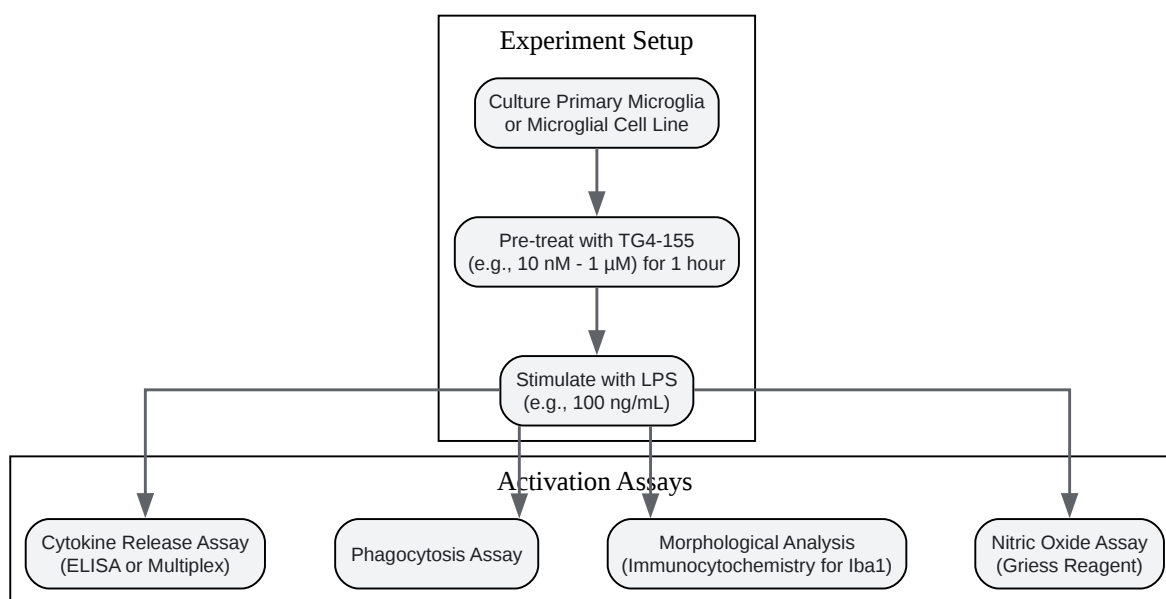 Experiment Setup
Culture Primary Microglia
or Microglial Cell Line
Pre-treat with TG4-155
(e.g., 10 nM - 1 µM) for 1 hour
Stimulate with LPS
(e.g., 100 ng/mL)
Activation Assays
Cytokine Release Assay
(ELISA or Multiplex)
Phagocytosis Assay
Morphological Analysis
(Immunocytochemistry for Iba1)
Nitric Oxide Assay
(Griess Reagent)